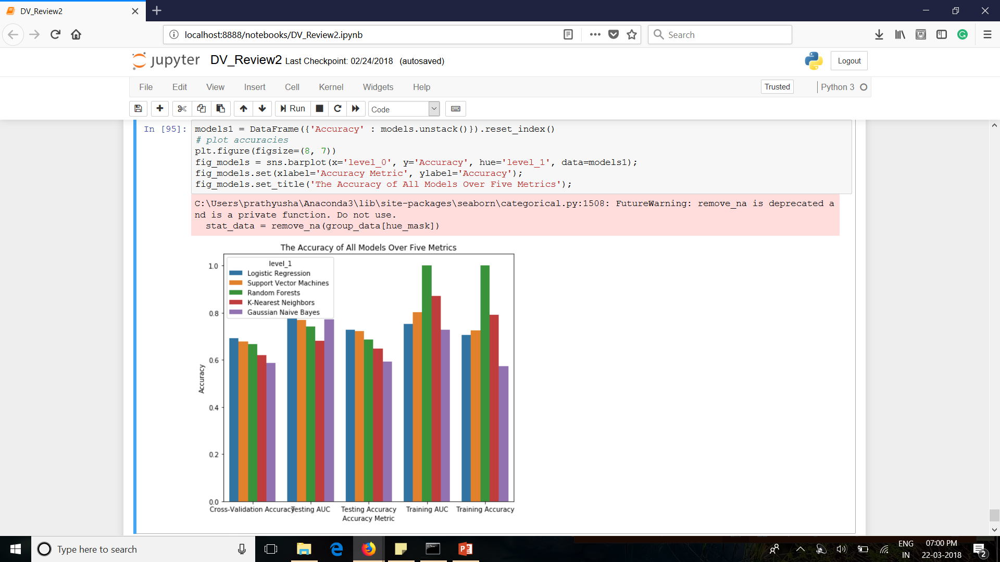 DV_Review2
localhost:8888/notebooks/DV_Review2.ipynb
Search
jupyter DV_Review2 Last Checkpoint: 02/24/2018 (autosaved)
Logout
File Edit View Insert Cell Kernel Widgets Help
Trusted
Python 3
Run
Code
In [95]:
models1 = DataFrame({'Accuracy' : models.unstack()}).reset_index()
# plot accuracies
plt.figure(figsize=(8, 7))
fig_models = sns.barplot(x='level_0', y='Accuracy', hue='level_1', data=models1);
fig_models.set(xlabel='Accuracy Metric', ylabel='Accuracy');
fig_models.set_title('The Accuracy of All Models Over Five Metrics');
C:\Users\prathyusha\Anaconda3\lib\site-packages\seaborn\categorical.py:1508: FutureWarning: remove_na is deprecated a
nd is a private function. Do not use.
stat_data = remove_na(group_data[hue_mask])
The Accuracy of All Models Over Five Metrics
level_1
Logistic Regression
Support Vector Machines
Random Forests
K-Nearest Neighbors
Gaussian Naive Bayes
1.0
0.8
0.6
0.4
0.2
0.0
Accuracy
Cross-Validation Accuracy Testing AUC Testing Accuracy Training AUC Training Accuracy
Accuracy Metric
Type here to search
ENG
IN
07:00 PM
22-03-2018
2